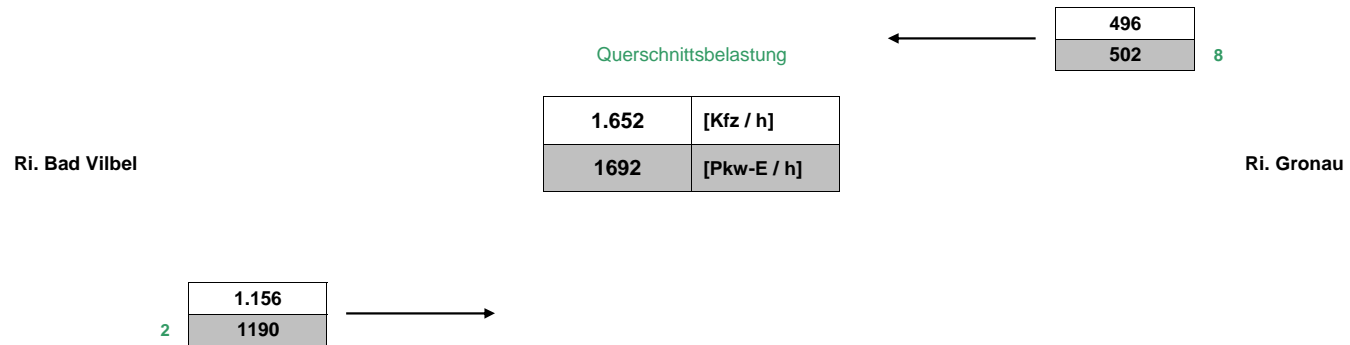 496
502 8
Querschnittsbelastung
1.652 [Kfz / h]
Ri. Bad Vilbel 1692 [Pkw-E / h] Ri. Gronau
1.156
2 1190